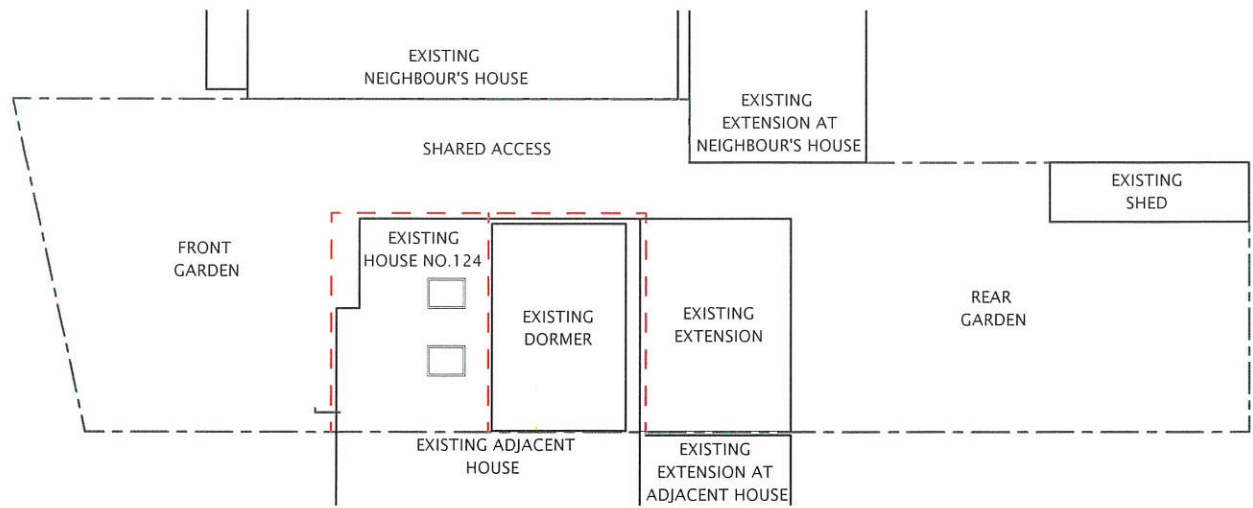 EXISTING
NEIGHBOUR'S HOUSE
EXISTING
EXTENSION AT
NEIGHBOUR'S HOUSE
SHARED ACCESS
EXISTING
SHED
FRONT
GARDEN
EXISTING
HOUSE NO.124
EXISTING
DORMER
EXISTING
EXTENSION
REAR
GARDEN
EXISTING ADJACENT
HOUSE
EXISTING
EXTENSION AT
ADJACENT HOUSE